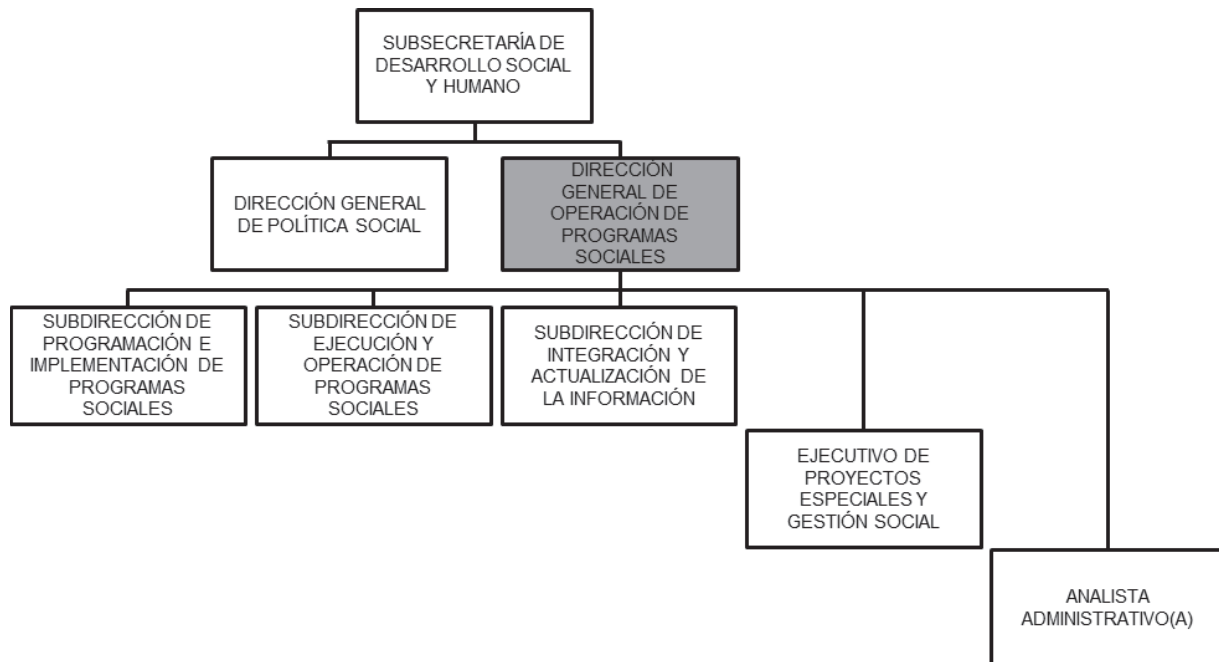 SUBSECRETARÍA DE
DESARROLLO SOCIAL
Y HUMANO
DIRECCIÓN GENERAL
DE POLÍTICA SOCIAL
DIRECCIÓN
GENERAL DE
OPERACIÓN DE
PROGRAMAS
SOCIALES
SUBDIRECCIÓN DE
PROGRAMACIÓN E
IMPLEMENTACIÓN DE
PROGRAMAS
SOCIALES
SUBDIRECCIÓN DE
EJECUCIÓN Y
OPERACIÓN DE
PROGRAMAS
SOCIALES
SUBDIRECCIÓN DE
INTEGRACIÓN Y
ACTUALIZACIÓN DE
LA INFORMACIÓN
EJECUTIVO DE
PROYECTOS
ESPECIALES Y
GESTIÓN SOCIAL
ANALISTA
ADMINISTRATIVO(A)